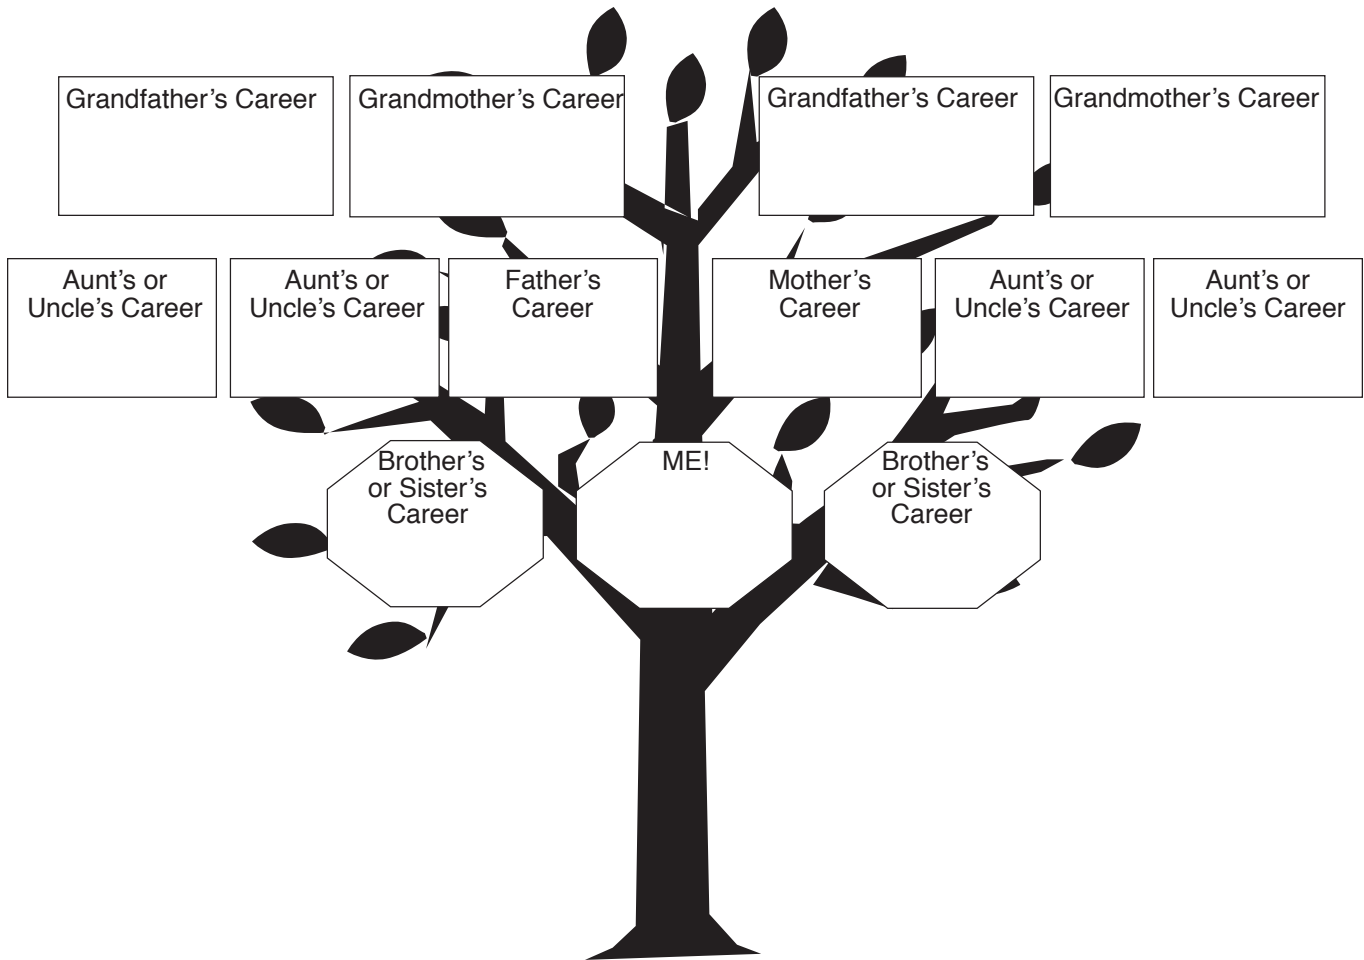 Grandfather’s Career
Grandmother’s Career
Grandfather’s Career
Grandmother’s Career
Aunt’s or
Uncle’s Career
Aunt’s or
Uncle’s Career
Father’s
Career
Mother’s
Career
Aunt’s or
Uncle’s Career
Aunt’s or
Uncle’s Career
Brother’s
or Sister’s
Career
ME!
Brother’s
or Sister’s
Career